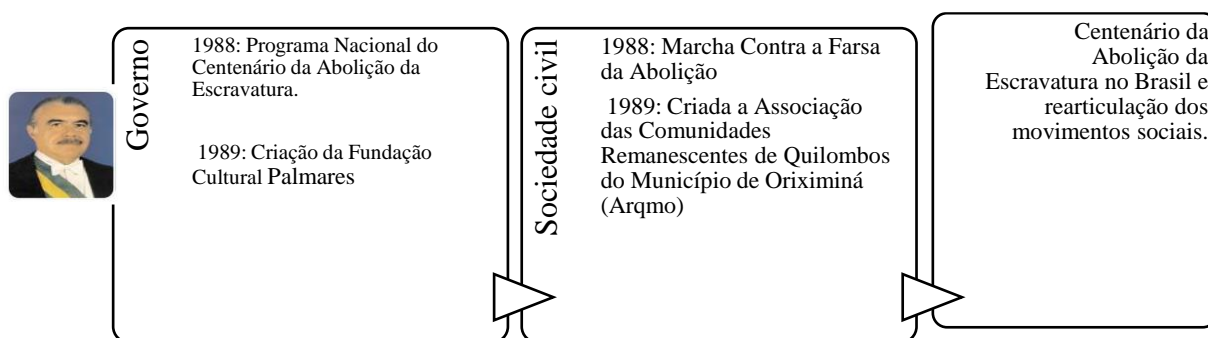 Governo
1988: Programa Nacional do
Centenário da Abolição da
Escravatura.
1989: Criação da Fundação
Cultural Palmares
Sociedade civil
1988: Marcha Contra a Farsa
da Abolição
1989: Criada a Associação
das Comunidades
Remanescentes de Quilombos
do Município de Oriximiná
(Arqmo)
Centenário da
Abolição da
Escravatura no Brasil e
rearticulação dos
movimentos sociais.